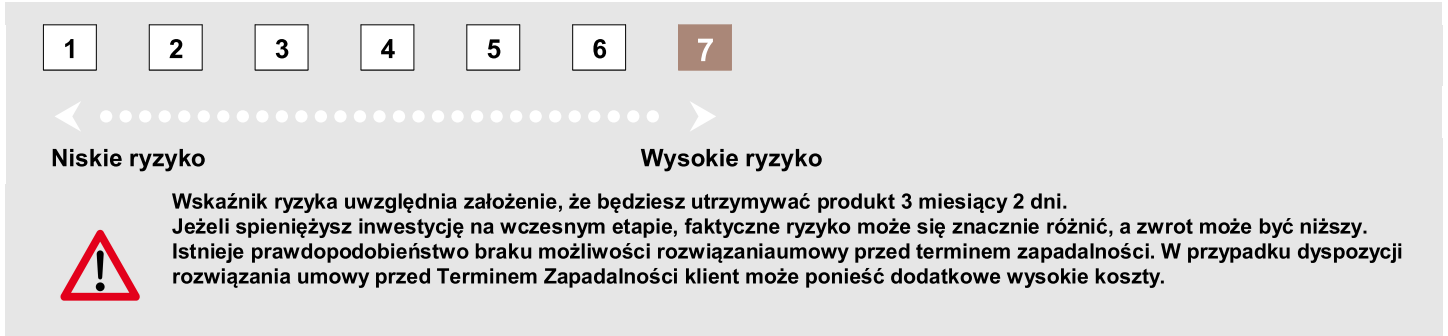 1 2 3 4 5 6 7
Niskie ryzyko Wysokie ryzyko
Wskaźnik ryzyka uwzględnia założenie, że będziesz utrzymywać produkt 3 miesiący 2 dni.
Jeżeli spieniężysz inwestycję na wczesnym etapie, faktyczne ryzyko może się znacznie różnić, a zwrot może być niższy.
Istnieje prawdopodobieństwo braku możliwości rozwiązaniaumowy przed terminem zapadalności. W przypadku dyspozycji
rozwiązania umowy przed Terminem Zapadalności klient może ponieść dodatkowe wysokie koszty.